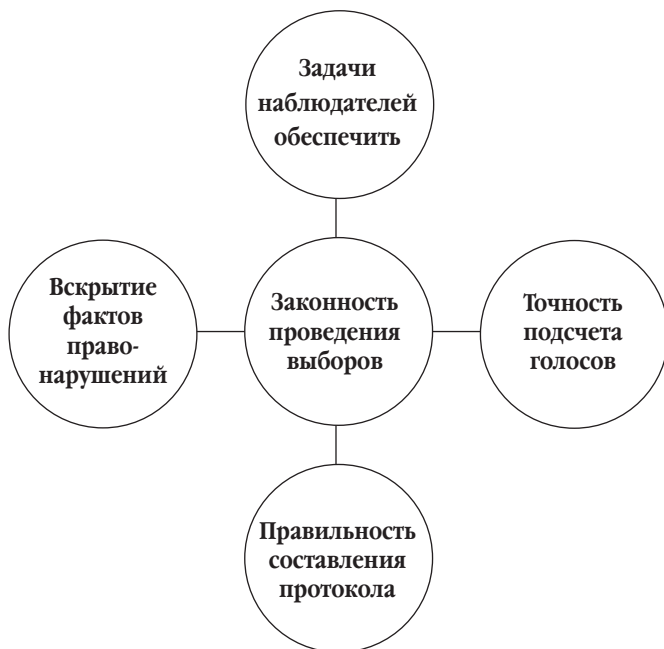 Задачи
наблюдателей
обеспечить
Вскрытие
фактов
право-
нарушений
Законность
проведения
выборов
Точность
подсчета
голосов
Правильность
составления
протокола